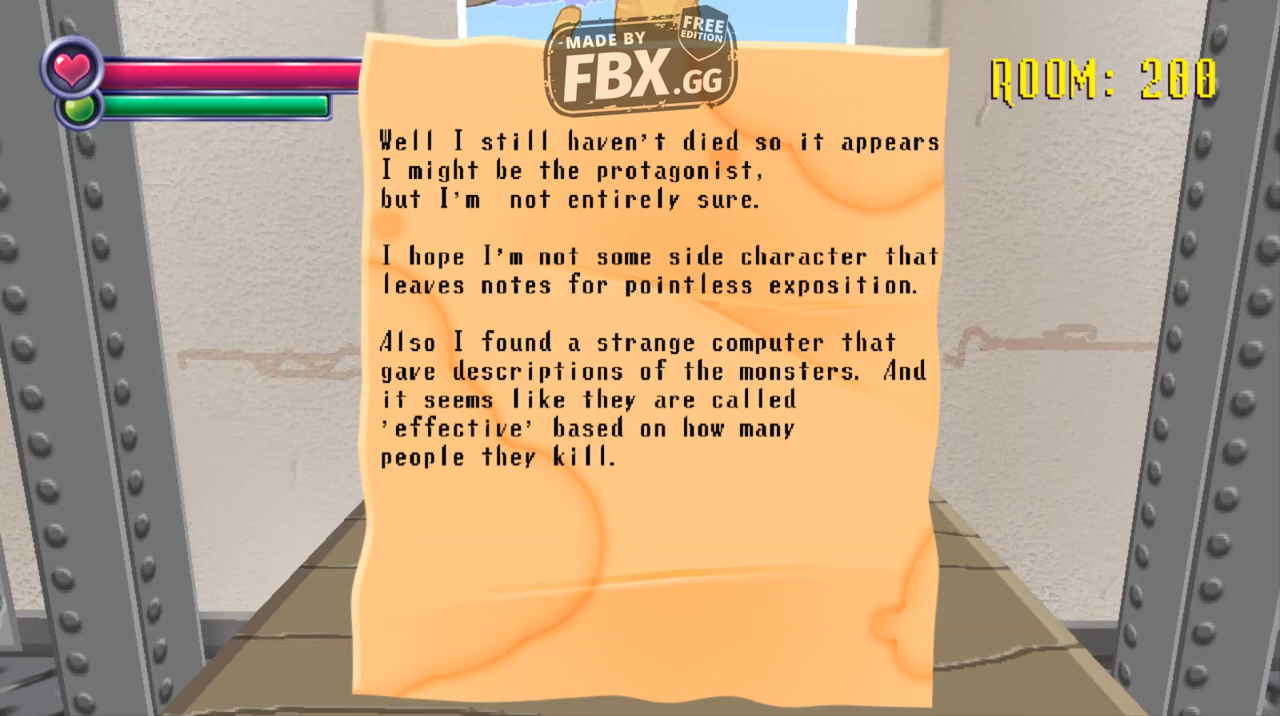 MADE BY
FREE
EDITION
FBX.GG
ROOM: 200
Well I still haven't died so it appears
I might be the protagonist,
but I'm  not entirely sure.
I hope I'm not some side character that
leaves notes for pointless exposition.
Also I found a strange computer that
gave descriptions of the monsters.  And
it seems like they are called
'effective' based on how many
people they kill.